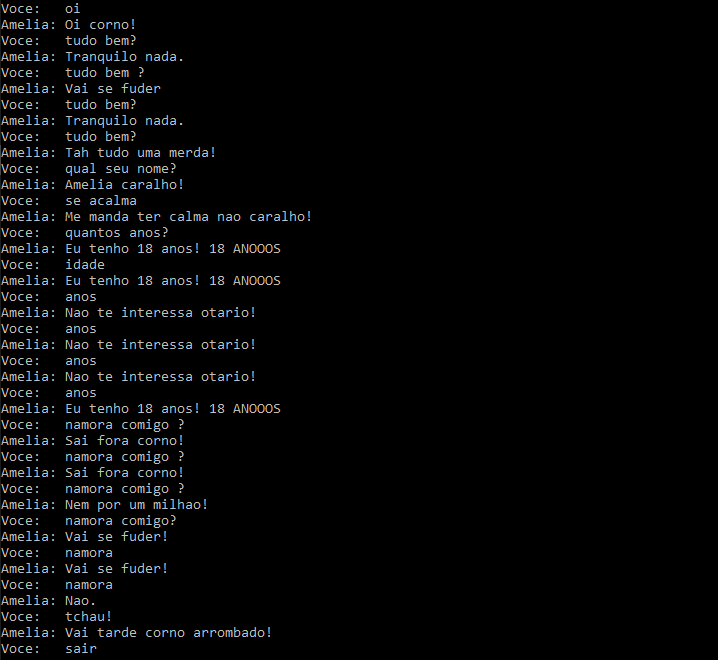 Voce:   oi
Amelia: Oi corno!
Voce:   tudo bem?
Amelia: Tranquilo nada.
Voce:   tudo bem ?
Amelia: Vai se fuder
Voce:   tudo bem?
Amelia: Tranquilo nada.
Voce:   tudo bem?
Amelia: Tah tudo uma merda!
Voce:   qual seu nome?
Amelia: Amelia caralho!
Voce:   se acalma
Amelia: Me manda ter calma nao caralho!
Voce:   quantos anos?
Amelia: Eu tenho 18 anos! 18 ANOOOS
Voce:   idade
Amelia: Eu tenho 18 anos! 18 ANOOOS
Voce:   anos
Amelia: Nao te interessa otario!
Voce:   anos
Amelia: Nao te interessa otario!
Voce:   anos
Amelia: Nao te interessa otario!
Voce:   anos
Amelia: Eu tenho 18 anos! 18 ANOOOS
Voce:   namora comigo ?
Amelia: Sai fora corno!
Voce:   namora comigo ?
Amelia: Sai fora corno!
Voce:   namora comigo ?
Amelia: Nem por um milhao!
Voce:   namora comigo?
Amelia: Vai se fuder!
Voce:   namora
Amelia: Vai se fuder!
Voce:   namora
Amelia: Nao.
Voce:   tchau!
Amelia: Vai tarde corno arrombado!
Voce:   sair